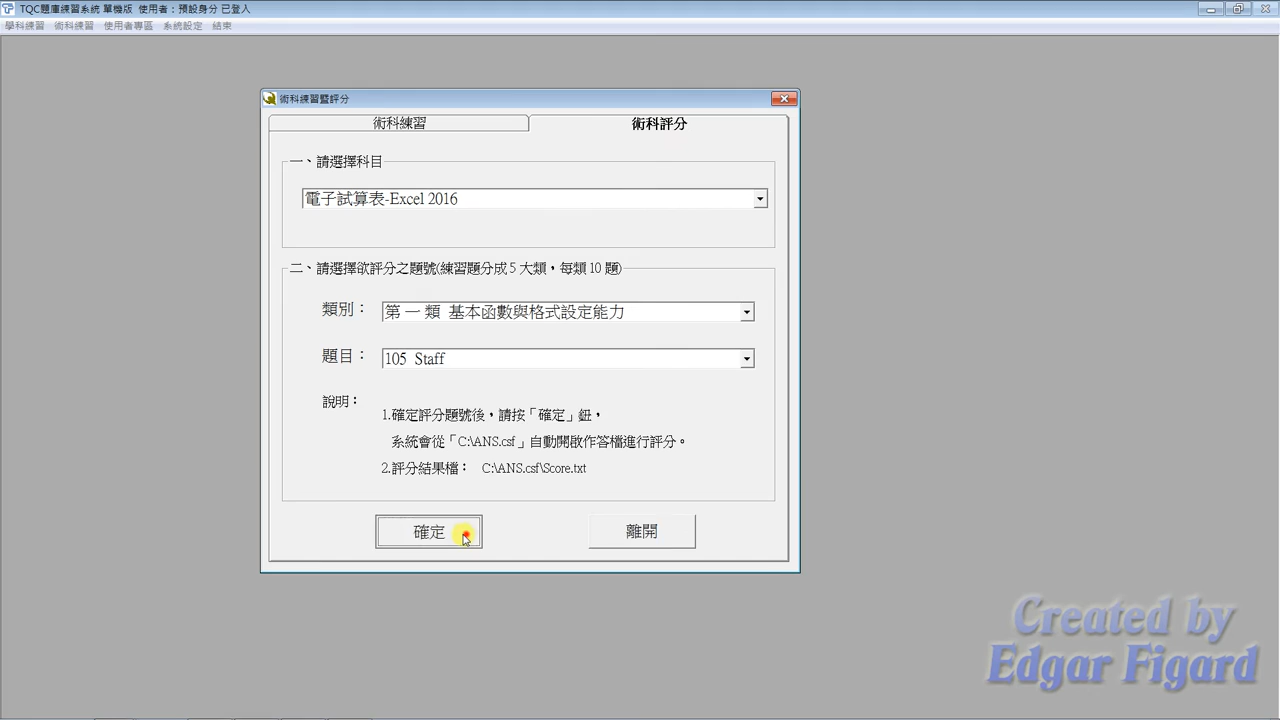 TQC題庫練習系統 單機版 使用者：預設身分 已登入
學科練習 術科練習 使用者專區 系統設定 結束
術科練習暨評分
術科練習 術科評分
一、請選擇科目
電子試算表-Excel 2016
二、請選擇欲評分之題號(練習題分成 5 大類，每類 10 題)
類別： 第 一 類 基本函數與格式設定能力
題目： 105 Staff
說明：
1.確定評分題號後，請按「確定」鈕，
系統會從「C:\ANS.csf」自動開啟作答檔進行評分。
2.評分結果檔： C:\ANS.csf\Score.txt
確定 離開
Created by
Edgar Figard